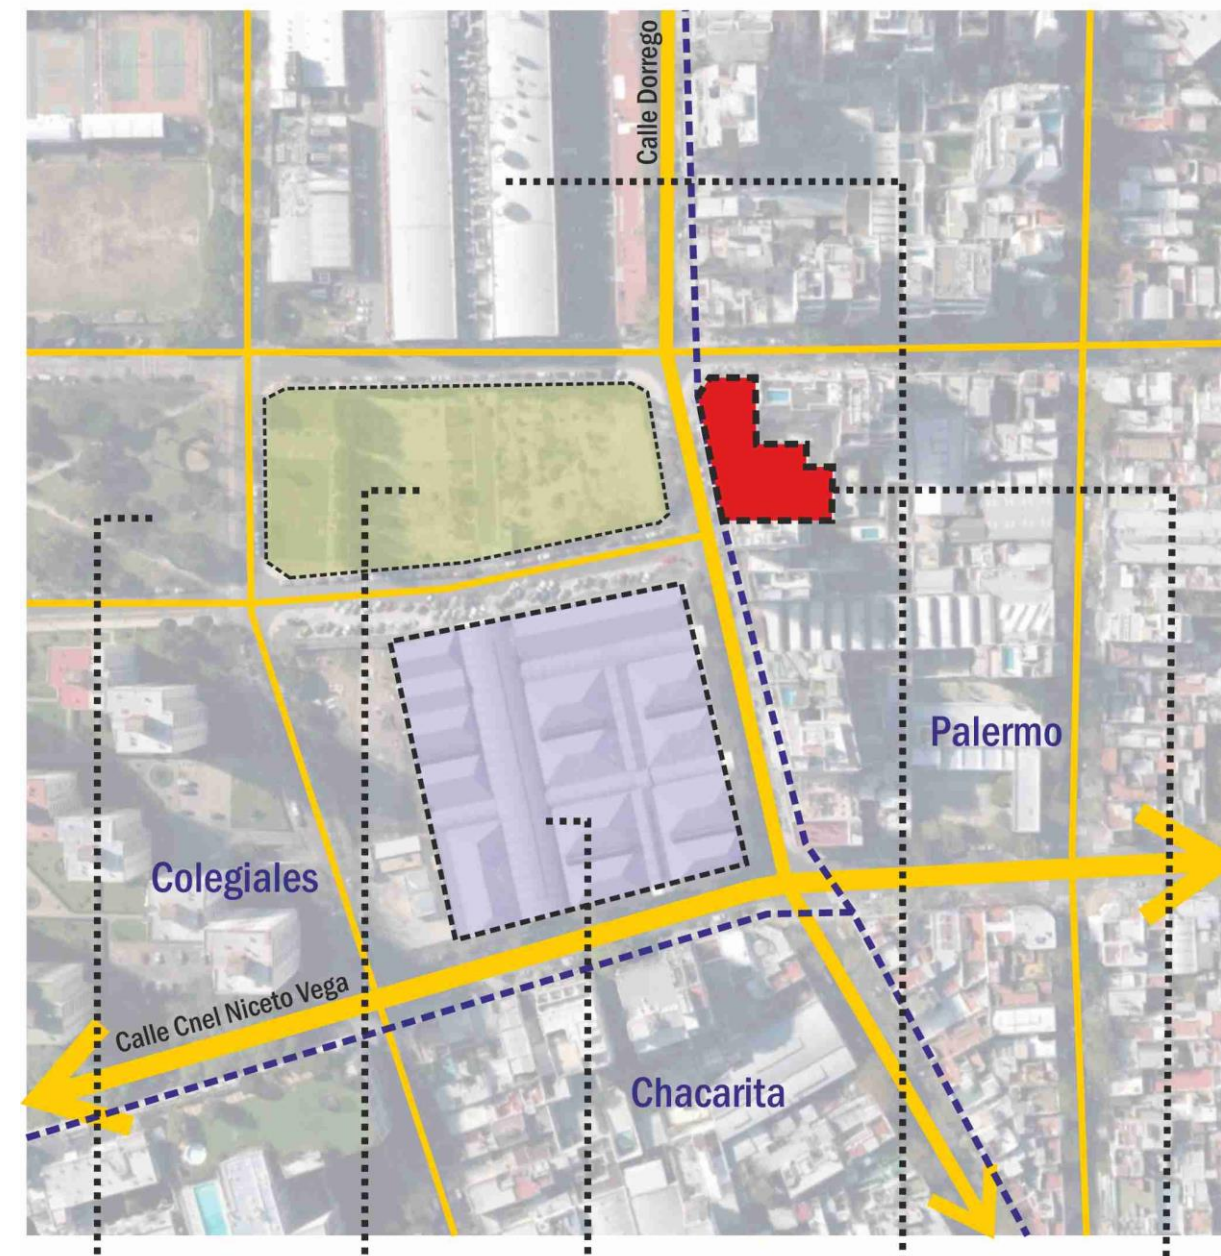 Calle Dorrego
Palermo
Colegiales
Calle Cnel Niceto Vega
Chacarita